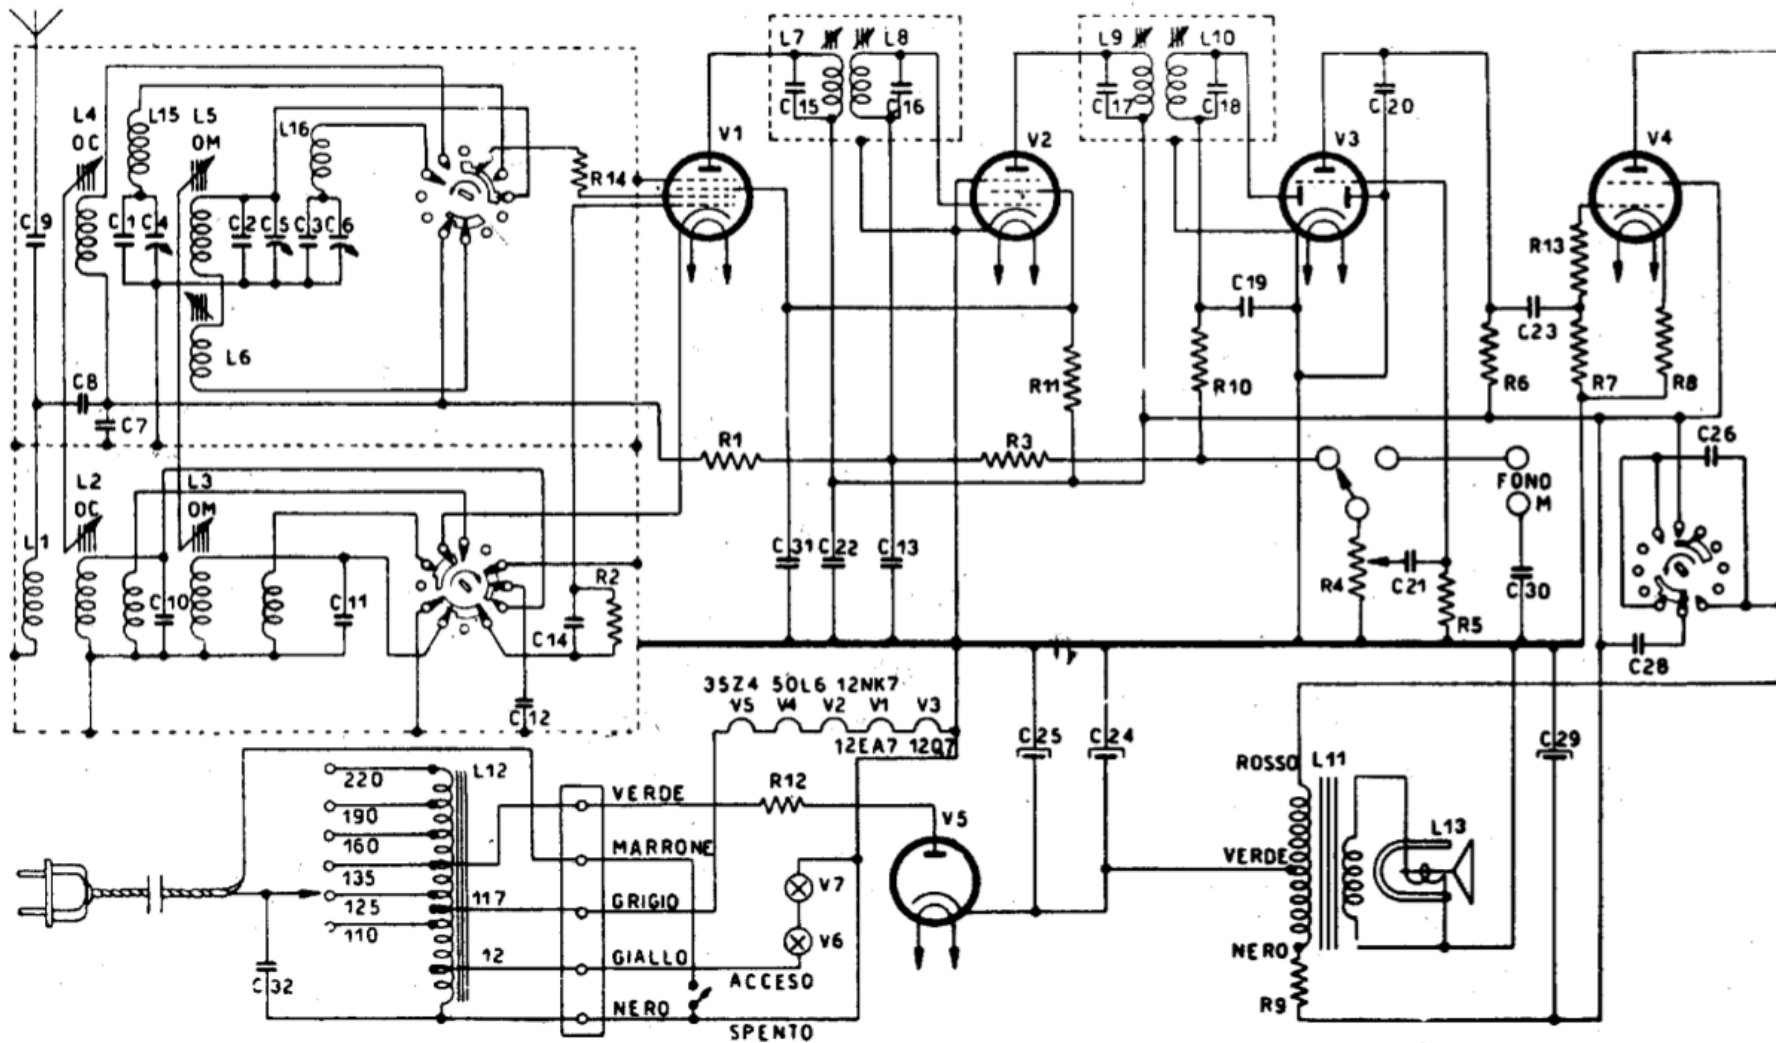 L7 L8 L9 L10
C15 C16 C17 C18 C20
V1 V2 V3 V4
L4 L15 L5 L16
OC OM
R14
C9 C1 C4 C2 C5 C3 C6
L6
C8
C7
R13
C19 C23
R11 R10 R6 R7 R8
R1 R3
C26
L2 L3
OC OM
FONO
M
L1
C10 C11
R2
C14
C31 C22 C13
R4 C21 R5 C30
C28
C12
35Z4 50L6 12NK7
V5 V4 V2 V1 V3
12EA7 12Q7
C25 C24 C29
ROSSO L11
220 L12
190
160
135
125 117
110
12
C32
VERDE R12
MARRONE
GRIGIO
GIALLO
NERO
V5
V7
V6
ACCESO
SPENTO
VERDE
L13
NERO
R9